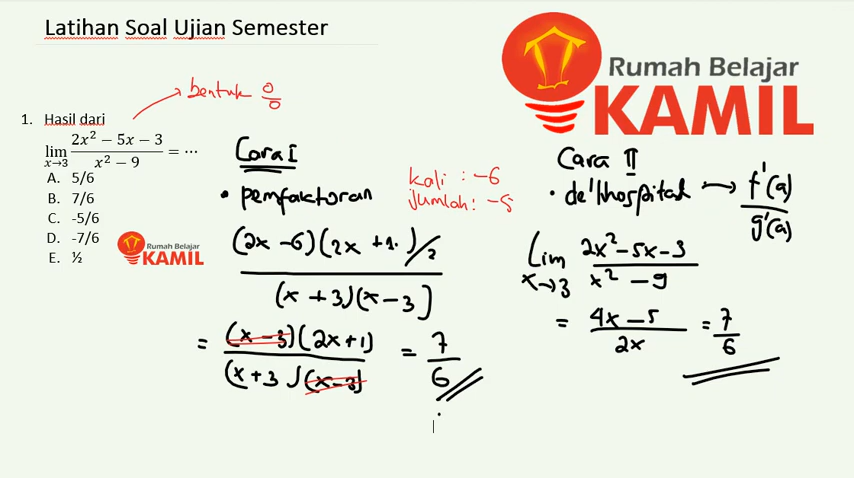 Latihan Soal Ujian Semester
Rumah Belajar
KAMIL
bentuk 0/0
1. Hasil dari
lim x→3 (2x² − 5x − 3)/(x² − 9) = ⋯
A. 5/6
B. 7/6
C. -5/6
D. -7/6
E. ½
Rumah Belajar
KAMIL
Cara I
• pemfaktoran
kali : -6
jumlah : -5
(2x -6)(2x +1)/2
(x +3)(x -3)
= (x -3)(2x +1)
(x +3)(x -3)
= 7/6
Cara II
• de'lhospital → f'(a)/g'(a)
Lim x→3 (2x²-5x-3)/(x² -9)
= (4x -5)/2x = 7/6